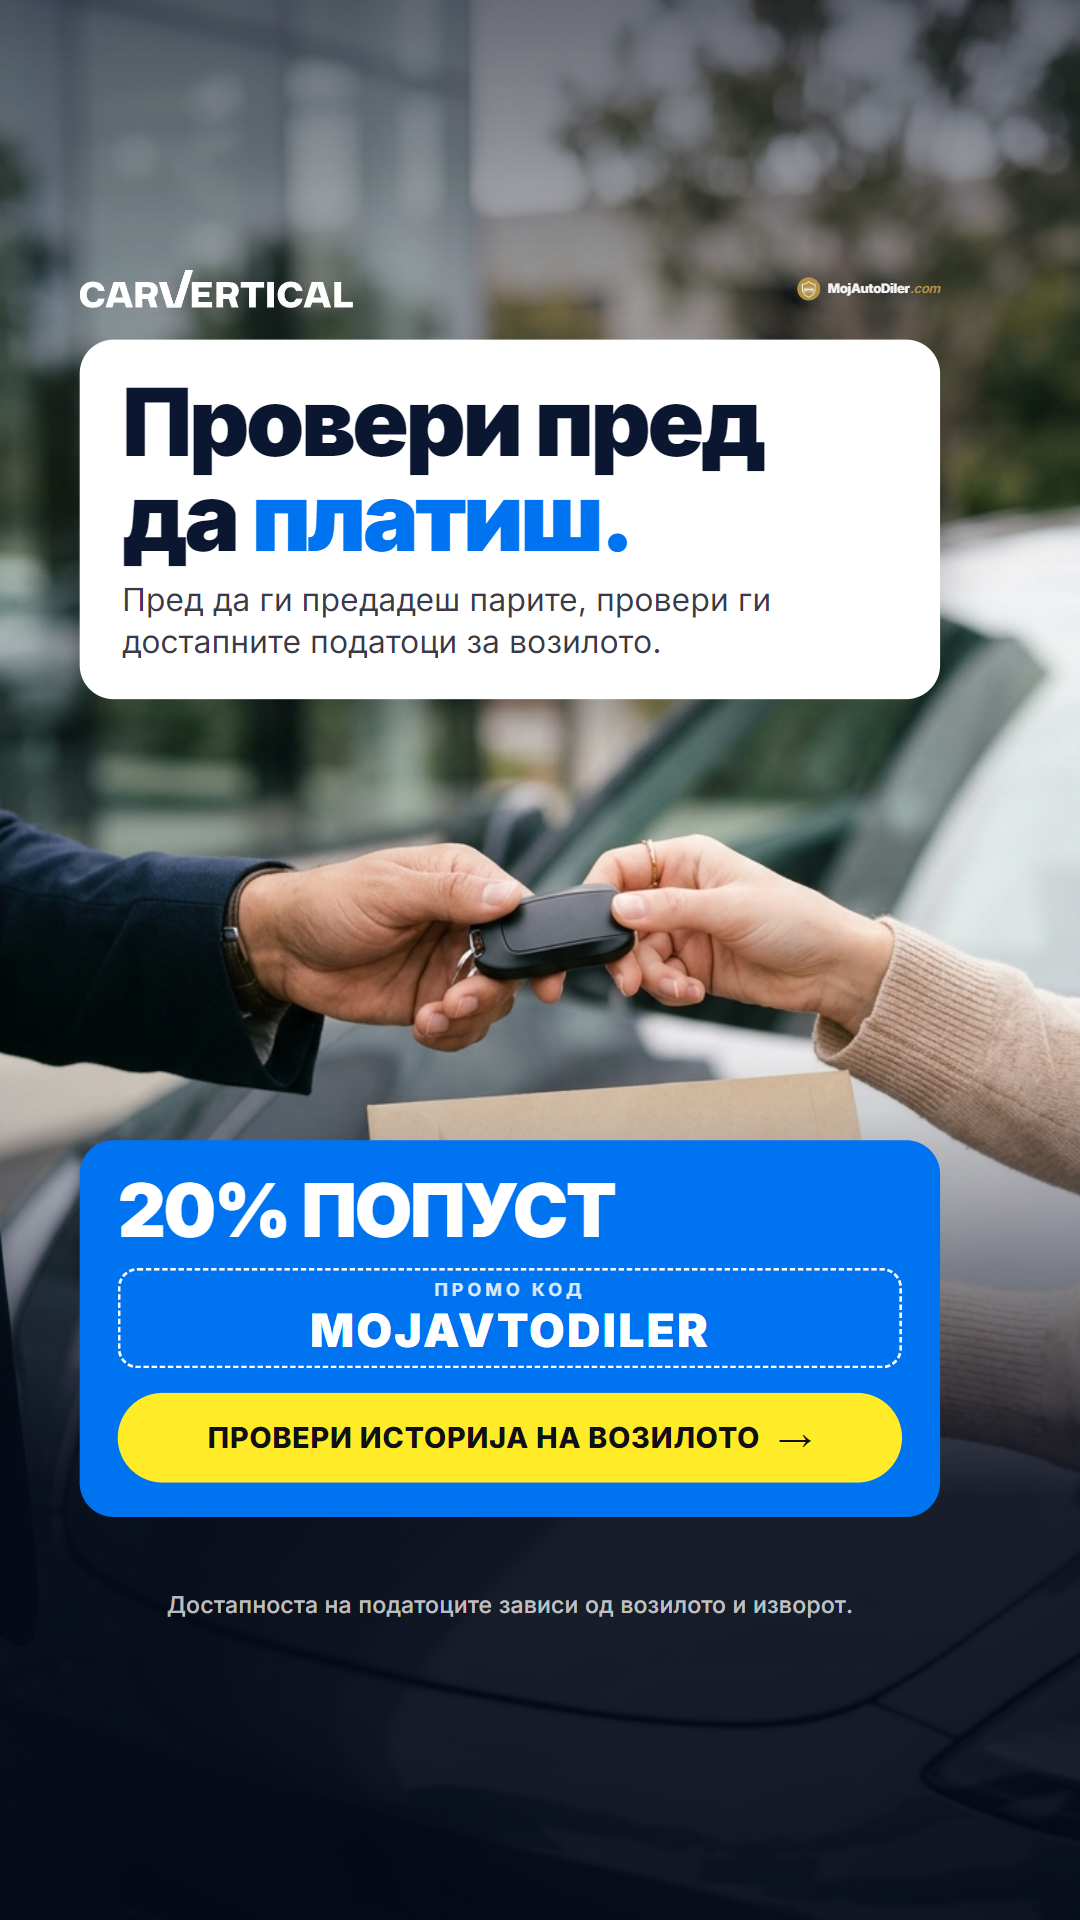 CARVERTICAL
MojAutoDiler.com
Провери пред
да платиш.
Пред да ги предадеш парите, провери ги
достапните податоци за возилото.
20% ПОПУСТ
ПРОМО КОД
MOJAVTODILER
ПРОВЕРИ ИСТОРИЈА НА ВОЗИЛОТО →
Достапноста на податоците зависи од возилото и изворот.